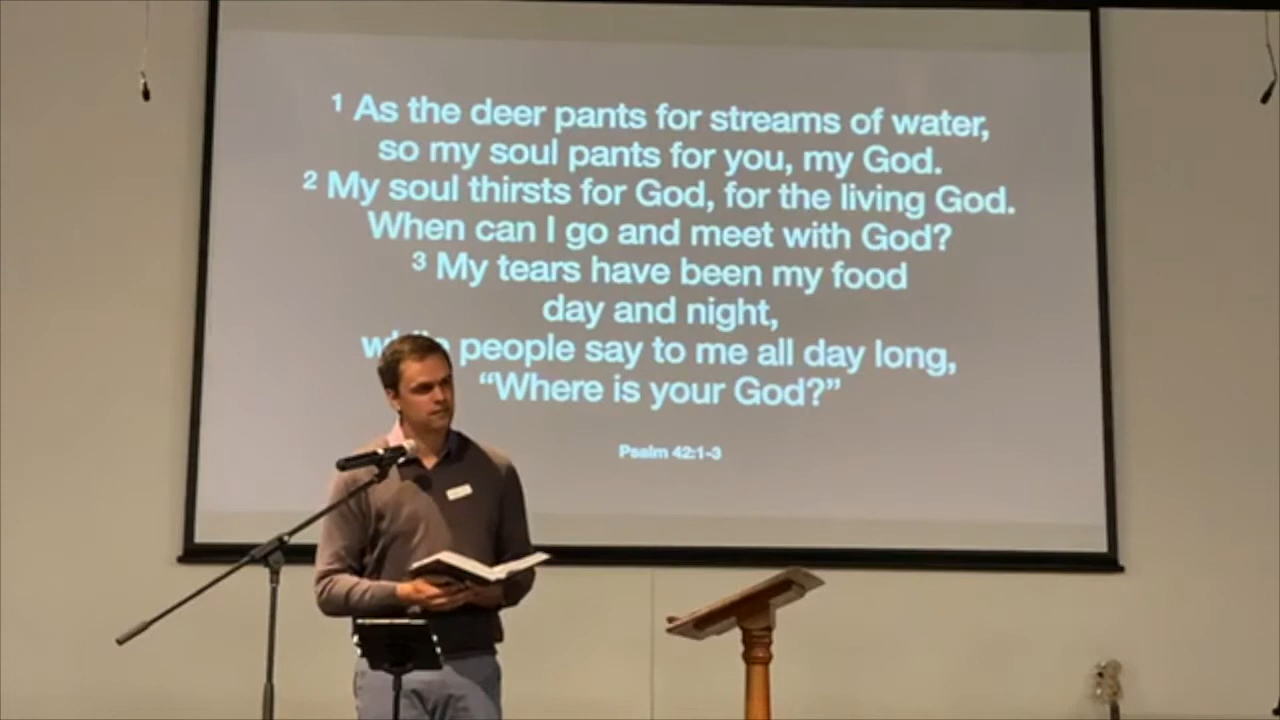 1 As the deer pants for streams of water,
so my soul pants for you, my God.
2 My soul thirsts for God, for the living God.
When can I go and meet with God?
3 My tears have been my food
day and night,
people say to me all day long,
“Where is your God?”
Psalm 42:1-3